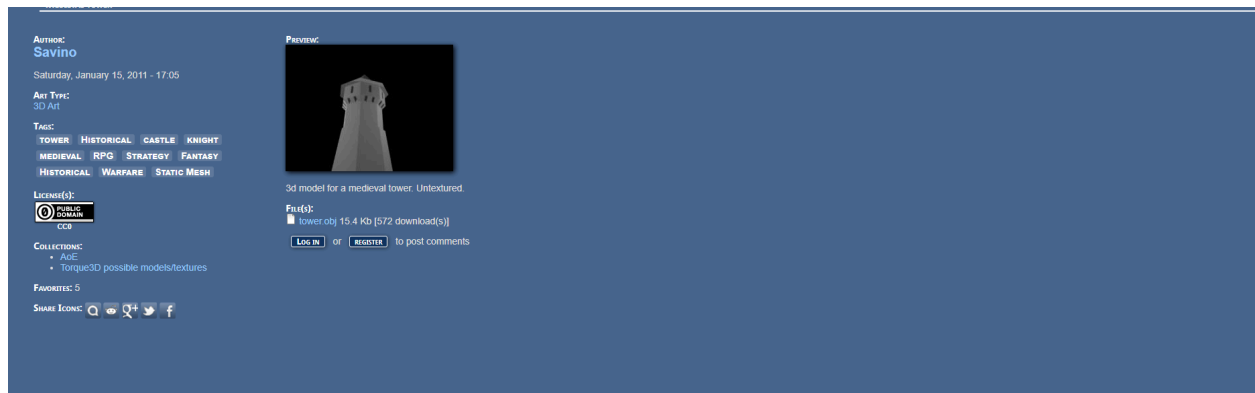 Author:
Savino
Saturday, January 15, 2011 - 17:05
Art Type:
3D Art
Tags:
tower Historical castle knight
medieval RPG Strategy Fantasy
Historical Warfare Static Mesh
License(s):
PUBLIC
DOMAIN
CC0
Collections:
AoE
Torque3D possible models/textures
Favorites: 5
Share Icons:
Preview:
3d model for a medieval tower. Untextured.
File(s):
tower.obj 15.4 Kb [572 download(s)]
Log in or register to post comments